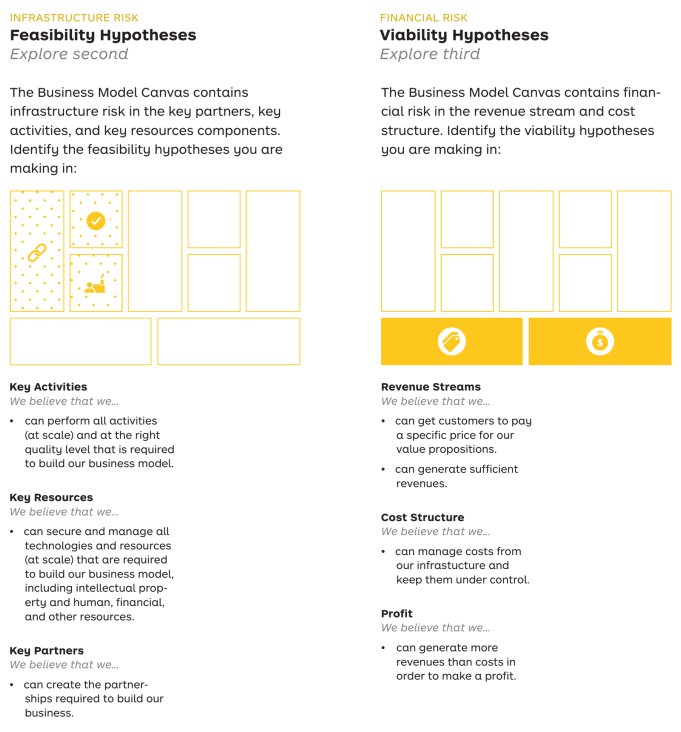 INFRASTRUCTURE RISK
Feasibility Hypotheses
Explore second
The Business Model Canvas contains
infrastructure risk in the key partners, key
activities, and key resources components.
Identify the feasibility hypotheses you are
making in:
Key Activities
We believe that we…
• can perform all activities
(at scale) and at the right
quality level that is required
to build our business model.
Key Resources
We believe that we…
• can secure and manage all
technologies and resources
(at scale) that are required
to build our business model,
including intellectual prop-
erty and human, financial,
and other resources.
Key Partners
We believe that we…
• can create the partner-
ships required to build our
business.
FINANCIAL RISK
Viability Hypotheses
Explore third
The Business Model Canvas contains finan-
cial risk in the revenue stream and cost
structure. Identify the viability hypotheses
you are making in:
$
Revenue Streams
We believe that we…
• can get customers to pay
a specific price for our
value propositions.
• can generate sufficient
revenues.
Cost Structure
We believe that we…
• can manage costs from
our infrastucture and
keep them under control.
Profit
We believe that we…
• can generate more
revenues than costs in
order to make a profit.